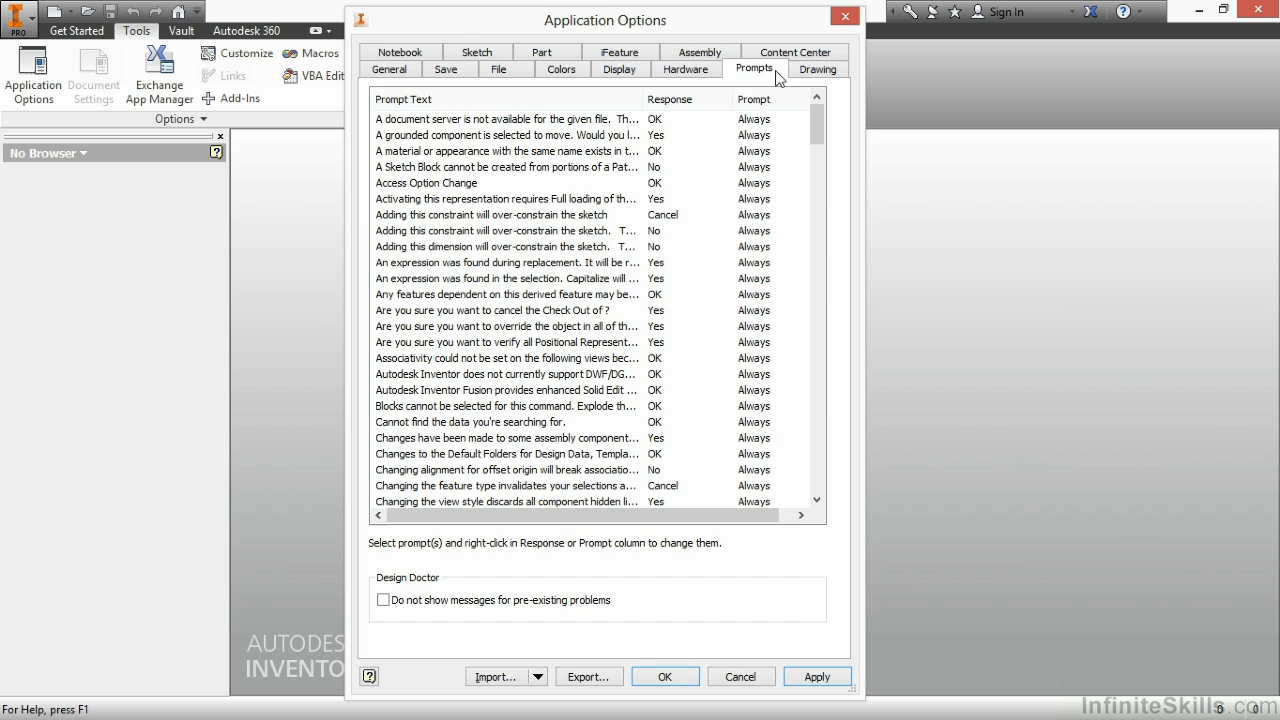 PRO
Sign In
Get Started Tools Vault Autodesk 360
Application Options
Document Settings
Exchange App Manager
Customize
Links
Add-Ins
Macros
VBA Edit
Options
No Browser
Application Options
Notebook Sketch Part iFeature Assembly Content Center
General Save File Colors Display Hardware Prompts Drawing
Prompt Text Response Prompt
A document server is not available for the given file. Th... OK Always
A grounded component is selected to move. Would you l... Yes Always
A material or appearance with the same name exists in t... OK Always
A Sketch Block cannot be created from portions of a Pat... No Always
Access Option Change OK Always
Activating this representation requires Full loading of th... Yes Always
Adding this constraint will over-constrain the sketch Cancel Always
Adding this constraint will over-constrain the sketch. T... No Always
Adding this dimension will over-constrain the sketch. T... No Always
An expression was found during replacement. It will be r... Yes Always
An expression was found in the selection. Capitalize will ... Yes Always
Any features dependent on this derived feature may be... OK Always
Are you sure you want to cancel the Check Out of ? Yes Always
Are you sure you want to override the object in all of th... Yes Always
Are you sure you want to verify all Positional Represent... Yes Always
Associativity could not be set on the following views bec... OK Always
Autodesk Inventor does not currently support DWF/DG... OK Always
Autodesk Inventor Fusion provides enhanced Solid Edit ... OK Always
Blocks cannot be selected for this command. Explode th... OK Always
Cannot find the data you're searching for. OK Always
Changes have been made to some assembly component... Yes Always
Changes to the Default Folders for Design Data, Templa... OK Always
Changing alignment for offset origin will break associatio... No Always
Changing the feature type invalidates your selections a... Cancel Always
Changing the view style discards all component hidden li... Yes Always
Select prompt(s) and right-click in Response or Prompt column to change them.
Design Doctor
Do not show messages for pre-existing problems
AUTODES
INVENTO
Import... Export... OK Cancel Apply
For Help, press F1
0 0
InfiniteSkills.com